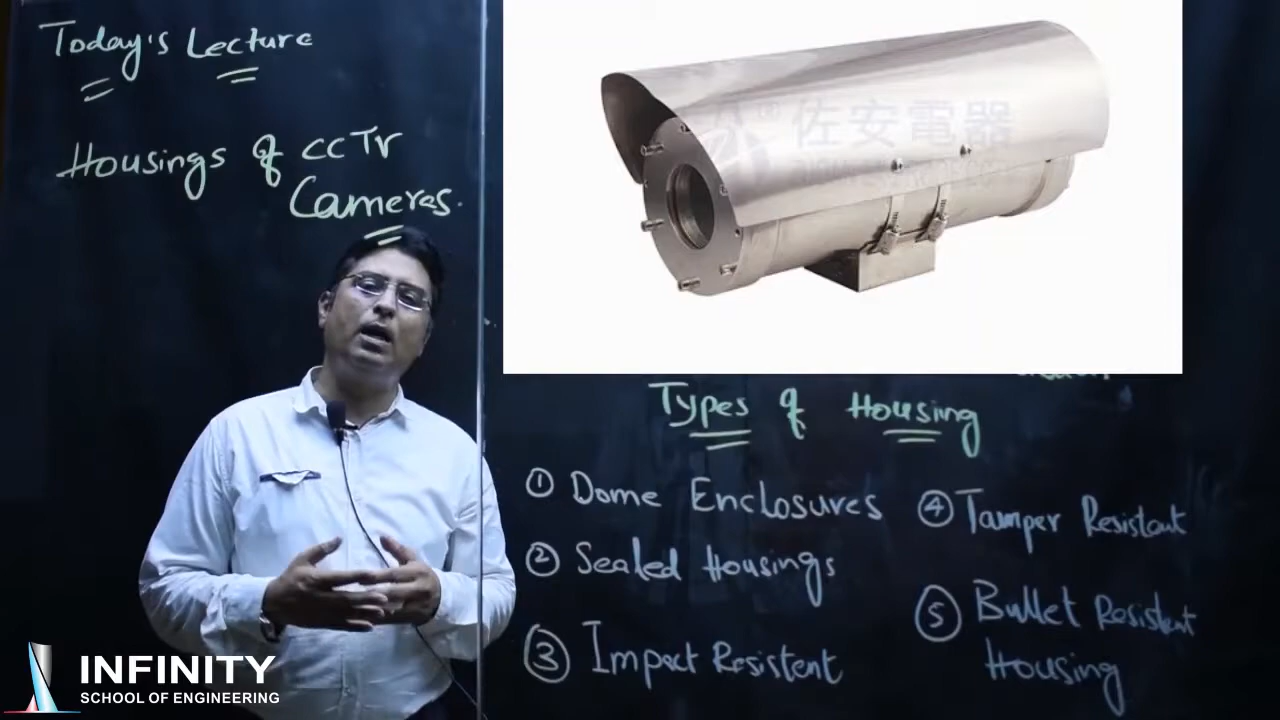 Today's Lecture
Housings of CCTV
Cameras.
佐安電器
Types of Housing
① Dome Enclosures
② Sealed Housings
③ Impact Resistent
④ Tamper Resistant
⑤ Bullet Resistent
Housing
INFINITY
SCHOOL OF ENGINEERING